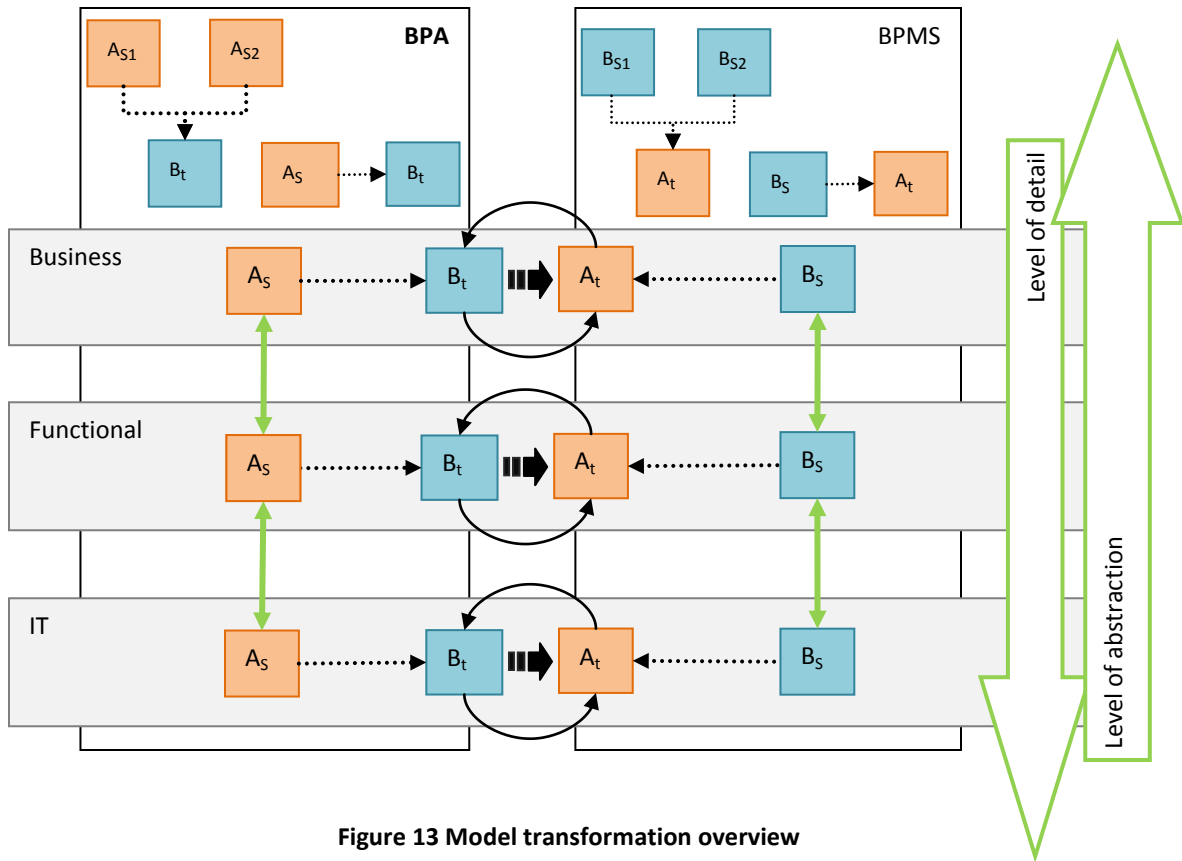 BPA
BPMS
AS1
AS2
Bt
AS
Bt
BS1
BS2
At
BS
At
Level of detail
Level of abstraction
Business
AS
Bt
At
BS
Functional
AS
Bt
At
BS
IT
AS
Bt
At
BS
Figure 13 Model transformation overview